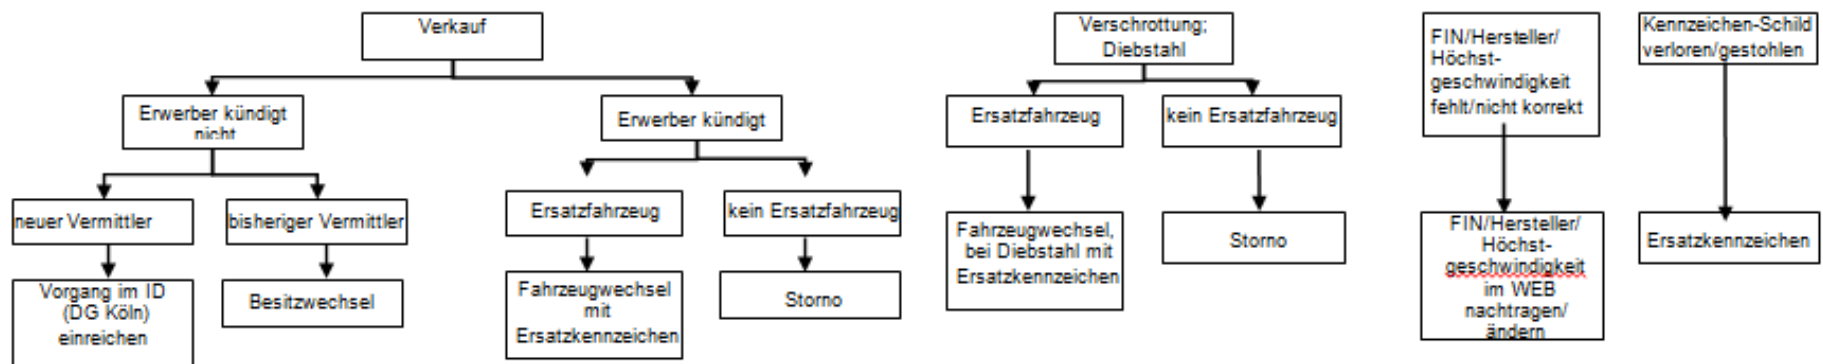 Verkauf
Erwerber kündigt
nicht
neuer Vermittler
Vorgang im ID
(DG Köln)
einreichen
bisheriger Vermittler
Besitzwechsel
Erwerber kündigt
Ersatzfahrzeug
Fahrzeugwechsel
mit
Ersatzkennzeichen
kein Ersatzfahrzeug
Storno
Verschrottung;
Diebstahl
Ersatzfahrzeug
Fahrzeugwechsel,
bei Diebstahl mit
Ersatzkennzeichen
kein Ersatzfahrzeug
Storno
FIN/Hersteller/
Höchst-
geschwindigkeit
fehlt/nicht korrekt
FIN/Hersteller/
Höchst-
geschwindigkeit
im WEB
nachtragen/
ändern
Kennzeichen-Schild
verloren/gestohlen
Ersatzkennzeichen